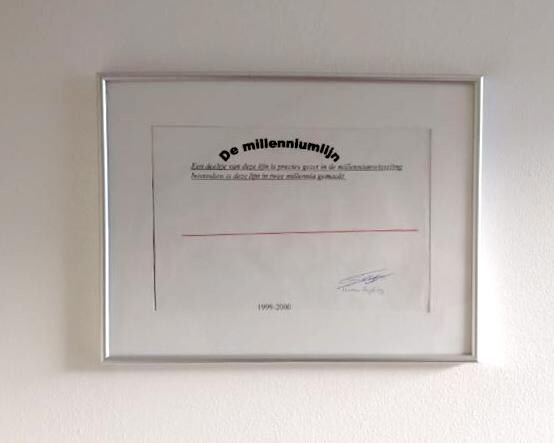 De millenniumlijn
Een deeltje van deze lijn is precies gezet in de millenniumwisseling
bovendien is deze lijn in twee millennia gemaakt.
1999-2000